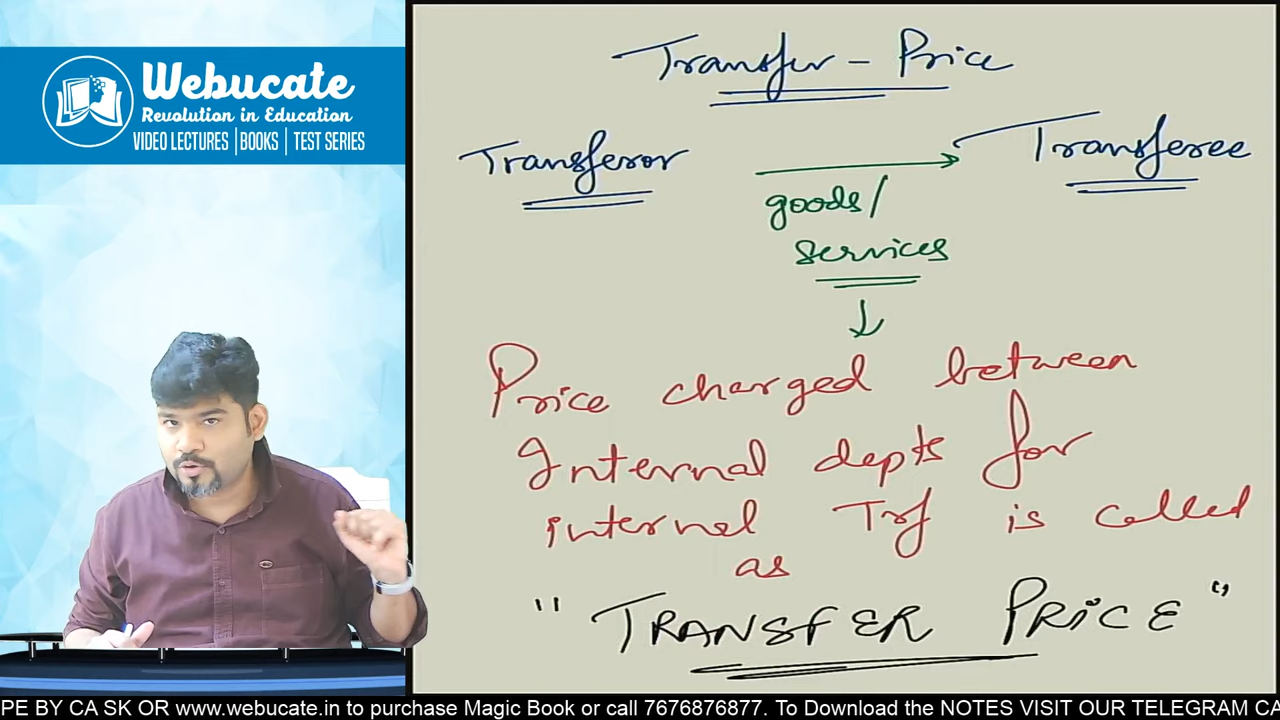 Webucate
Revolution in Education
VIDEO LECTURES | BOOKS | TEST SERIES
Transfer - Price
Transferor
Transferee
goods/
services
Price charged between
Internal depts for
internal Trf is called
as
" TRANSFER PRICE "
PE BY CA SK OR www.webucate.in to purchase Magic Book or call 7676876877. To Download the NOTES VISIT OUR TELEGRAM CA